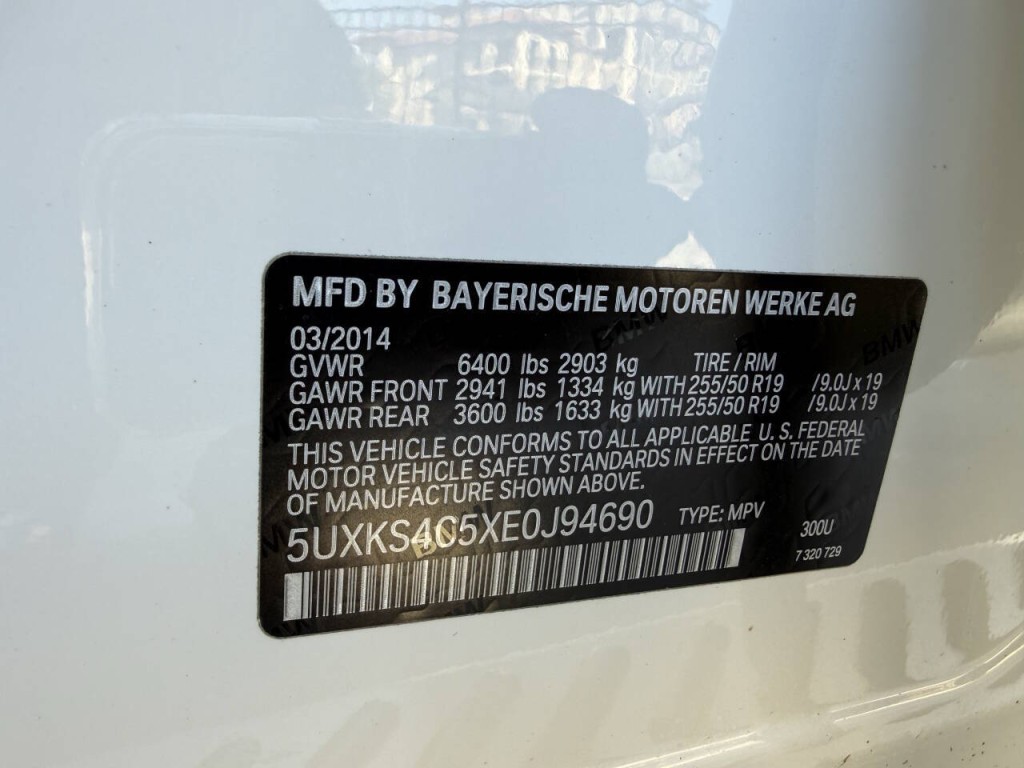 MFD BY BAYERISCHE MOTOREN WERKE AG
03/2014
GVWR 6400 lbs 2903 kg TIRE / RIM
GAWR FRONT 2941 lbs 1334 kg WITH 255/50 R19 /9.0J x 19
GAWR REAR 3600 lbs 1633 kg WITH 255/50 R19 /9.0J x 19
THIS VEHICLE CONFORMS TO ALL APPLICABLE U. S. FEDERAL
MOTOR VEHICLE SAFETY STANDARDS IN EFFECT ON THE DATE
OF MANUFACTURE SHOWN ABOVE.
5UXKS4C5XE0J94690 TYPE: MPV 300U
7 320 729
BMW
BMW
BMW